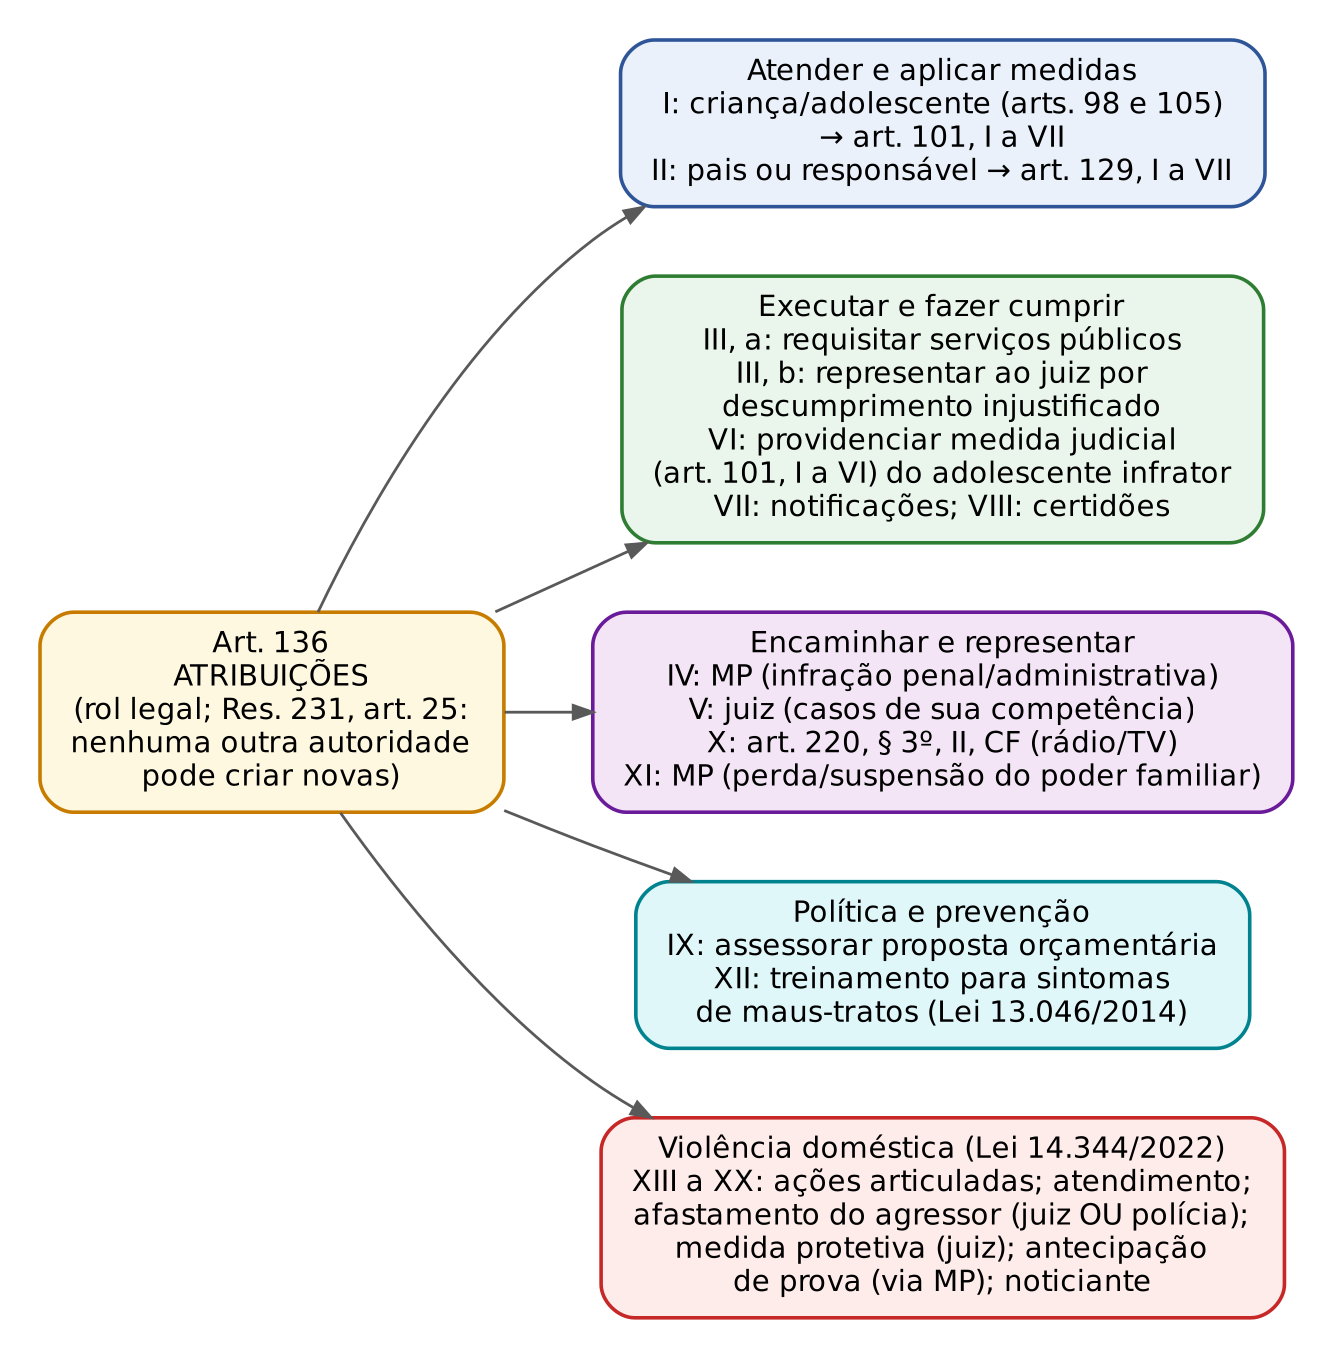 Atender e aplicar medidas
I: criança/adolescente (arts. 98 e 105)
→ art. 101, I a VII
II: pais ou responsável → art. 129, I a VII
Executar e fazer cumprir
III, a: requisitar serviços públicos
III, b: representar ao juiz por
descumprimento injustificado
VI: providenciar medida judicial
(art. 101, I a VI) do adolescente infrator
VII: notificações; VIII: certidões
Art. 136
ATRIBUIÇÕES
(rol legal; Res. 231, art. 25:
nenhuma outra autoridade
pode criar novas)
Encaminhar e representar
IV: MP (infração penal/administrativa)
V: juiz (casos de sua competência)
X: art. 220, § 3º, II, CF (rádio/TV)
XI: MP (perda/suspensão do poder familiar)
Política e prevenção
IX: assessorar proposta orçamentária
XII: treinamento para sintomas
de maus-tratos (Lei 13.046/2014)
Violência doméstica (Lei 14.344/2022)
XIII a XX: ações articuladas; atendimento;
afastamento do agressor (juiz OU polícia);
medida protetiva (juiz); antecipação
de prova (via MP); noticiante